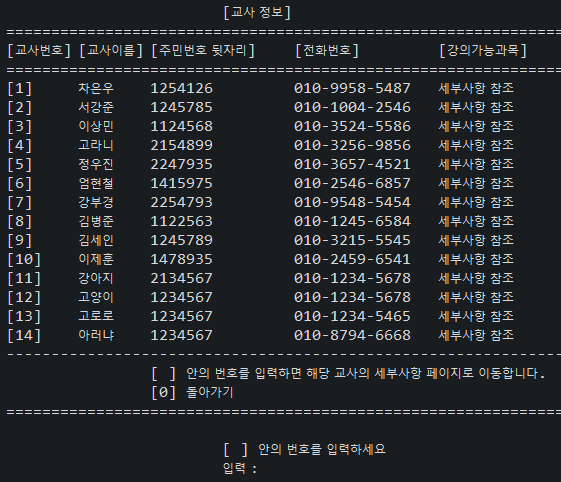 [교사 정보]
==============================================================
[교사번호] [교사이름] [주민번호 뒷자리] [전화번호] [강의가능과목]
==============================================================
[1] 차은우 1254126 010-9958-5487 세부사항 참조
[2] 서강준 1245785 010-1004-2546 세부사항 참조
[3] 이상민 1124568 010-3524-5586 세부사항 참조
[4] 고라니 2154899 010-3256-9856 세부사항 참조
[5] 정우진 2247935 010-3657-4521 세부사항 참조
[6] 엄현철 1415975 010-2546-6857 세부사항 참조
[7] 강부경 2254793 010-9548-5454 세부사항 참조
[8] 김병준 1122563 010-1245-6584 세부사항 참조
[9] 김세인 1245789 010-3215-5545 세부사항 참조
[10] 이제훈 1478935 010-2459-6541 세부사항 참조
[11] 강아지 2134567 010-1234-5678 세부사항 참조
[12] 고양이 1234567 010-1234-5678 세부사항 참조
[13] 고로로 1234567 010-1234-5465 세부사항 참조
[14] 아러냐 1234567 010-8794-6668 세부사항 참조
--------------------------------------------------------------
[ ] 안의 번호를 입력하면 해당 교사의 세부사항 페이지로 이동합니다.
[0] 돌아가기
==============================================================
[ ] 안의 번호를 입력하세요
입력 :